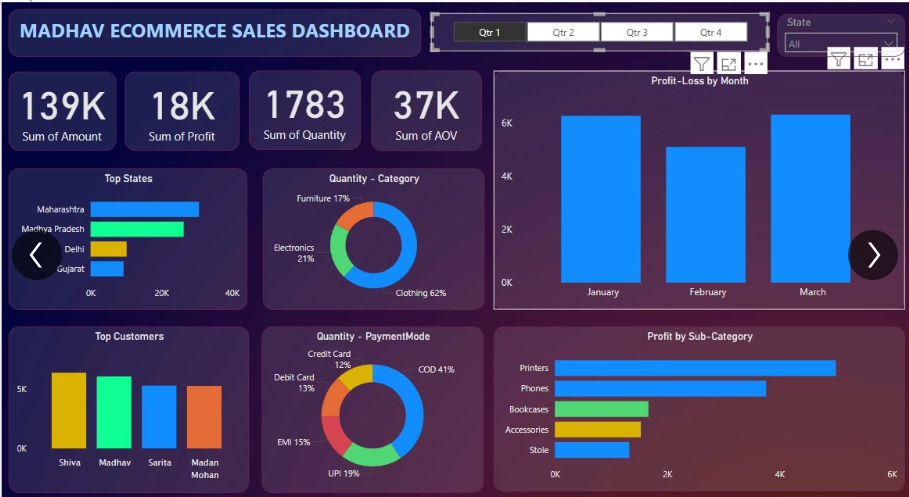 MADHAV ECOMMERCE SALES DASHBOARD
Qtr 1
Qtr 2
Qtr 3
Qtr 4
State
All
139K
Sum of Amount
18K
Sum of Profit
1783
Sum of Quantity
37K
Sum of AOV
Profit-Loss by Month
6K
4K
2K
0K
January
February
March
Top States
Maharashtra
Madhya Pradesh
Delhi
Gujarat
0K
20K
40K
Quantity - Category
Furniture 17%
Electronics
21%
Clothing 62%
Top Customers
5K
0K
Shiva
Madhav
Sarita
Madan
Mohan
Quantity - PaymentMode
Credit Card
12%
COD 41%
Debit Card
13%
EMI 15%
UPI 19%
Profit by Sub-Category
Printers
Phones
Bookcases
Accessories
Stole
0K
2K
4K
6K